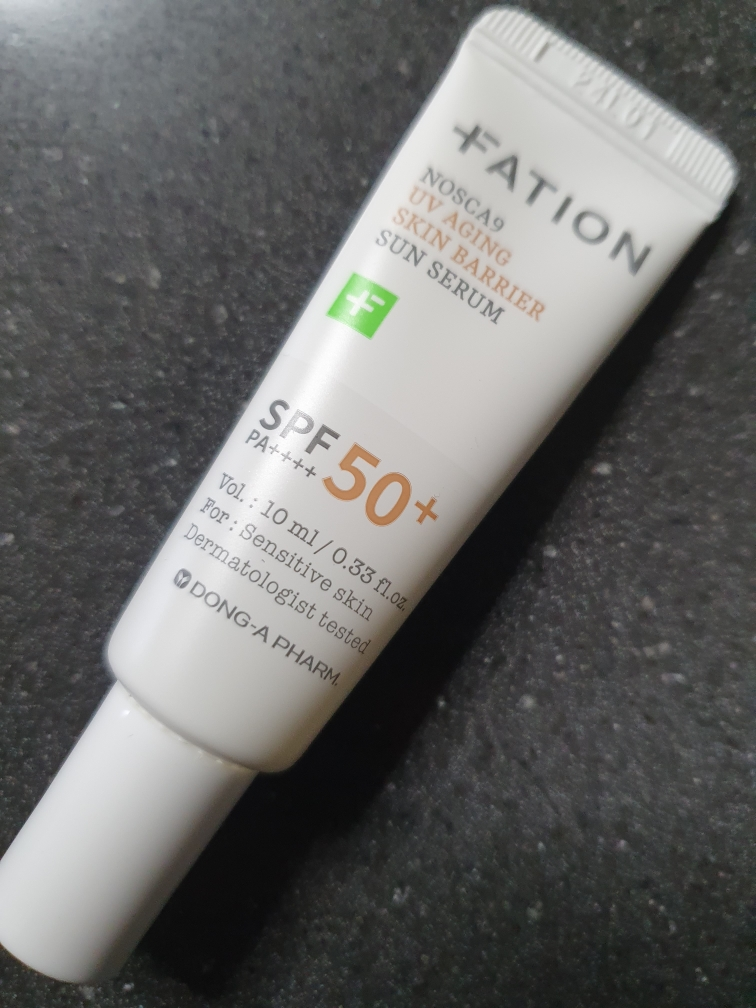 FATION
NOSCA9
UV AGING
SKIN BARRIER
SUN SERUM
SPF 50+
PA++++
Vol. : 10 ml / 0.33 fl.oz.
For : Sensitive skin
Dermatologist tested
DONG-A PHARM.